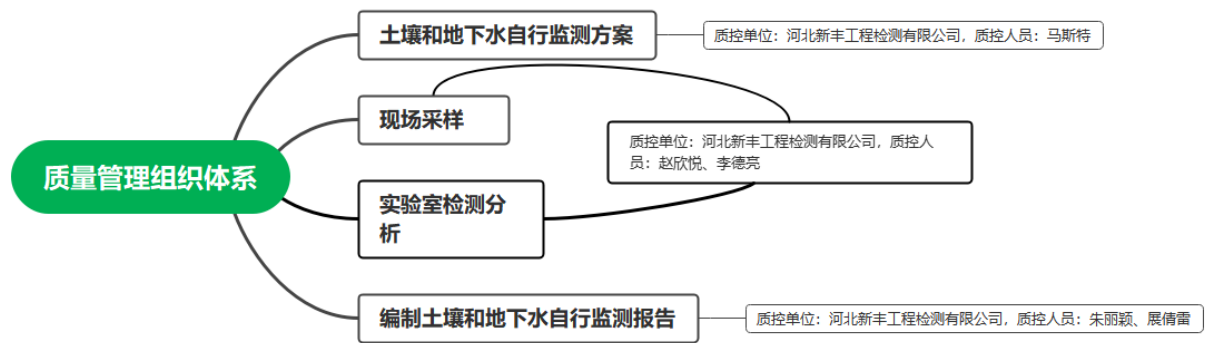 质量管理组织体系
土壤和地下水自行监测方案
质控单位：河北新丰工程检测有限公司，质控人员：马斯特
现场采样
质控单位：河北新丰工程检测有限公司，质控人
员：赵欣悦、李德亮
实验室检测分
析
编制土壤和地下水自行监测报告
质控单位：河北新丰工程检测有限公司，质控人员：朱丽颖、展倩雷